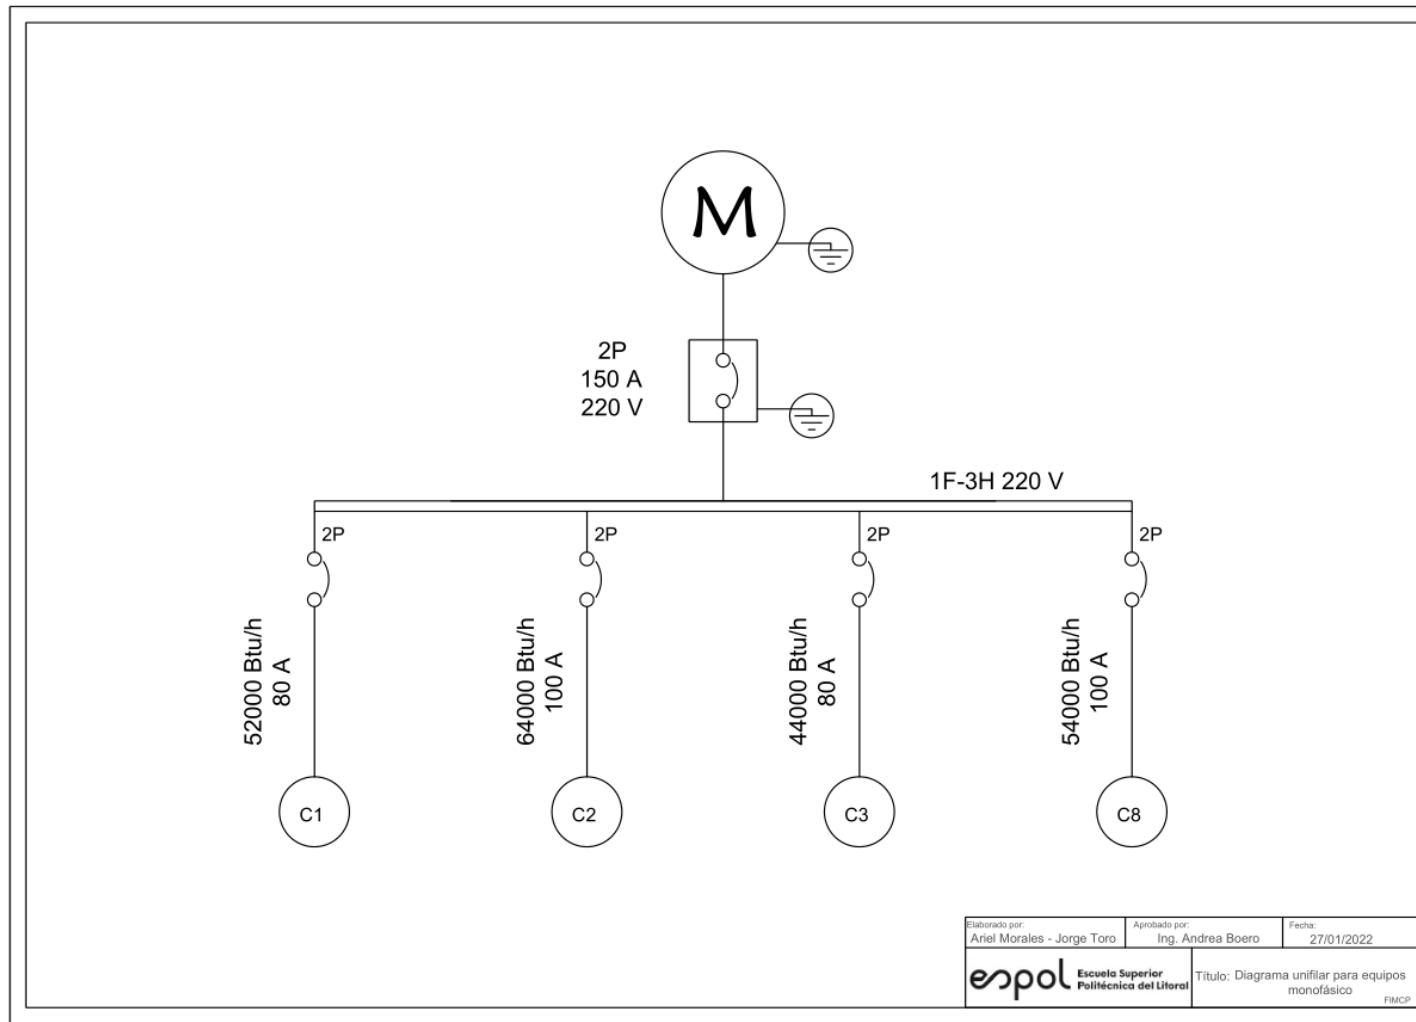 M
2P
150 A
220 V
1F-3H 220 V
2P
2P
2P
2P
52000 Btu/h
80 A
64000 Btu/h
100 A
44000 Btu/h
80 A
54000 Btu/h
100 A
C1
C2
C3
C8
Elaborado por:
Ariel Morales - Jorge Toro
Aprobado por:
Ing. Andrea Boero
Fecha:
27/01/2022
espol
Escuela Superior
Politécnica del Litoral
Título: Diagrama unifilar para equipos
monofásico
FIMCP